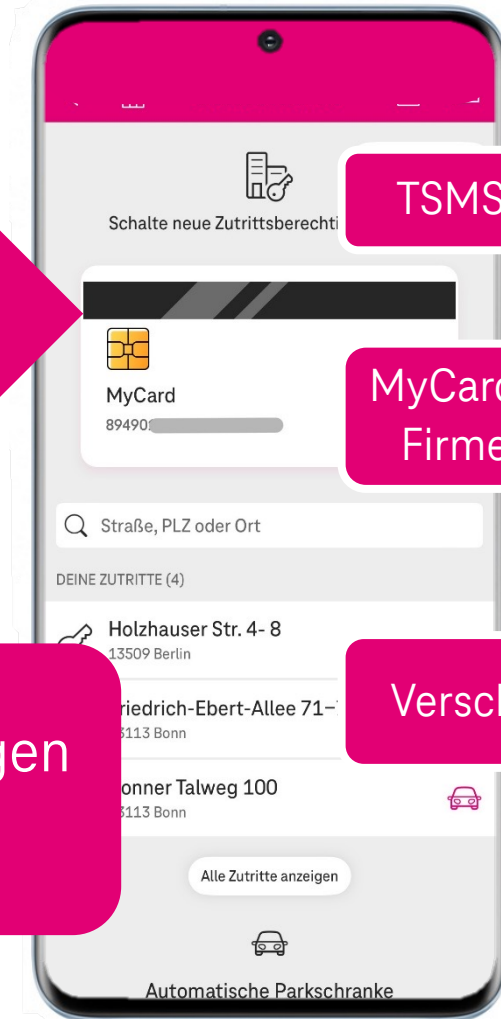 Schalte neue Zutrittsberechti
TSMS
MyCard
89490
MyCard
Firme
Straße, PLZ oder Ort
DEINE ZUTRITTE (4)
Holzhauser Str. 4- 8
13509 Berlin
riedrich-Ebert-Allee 71–
3113 Bonn
Versch
gen
onner Talweg 100
3113 Bonn
Alle Zutritte anzeigen
Automatische Parkschranke